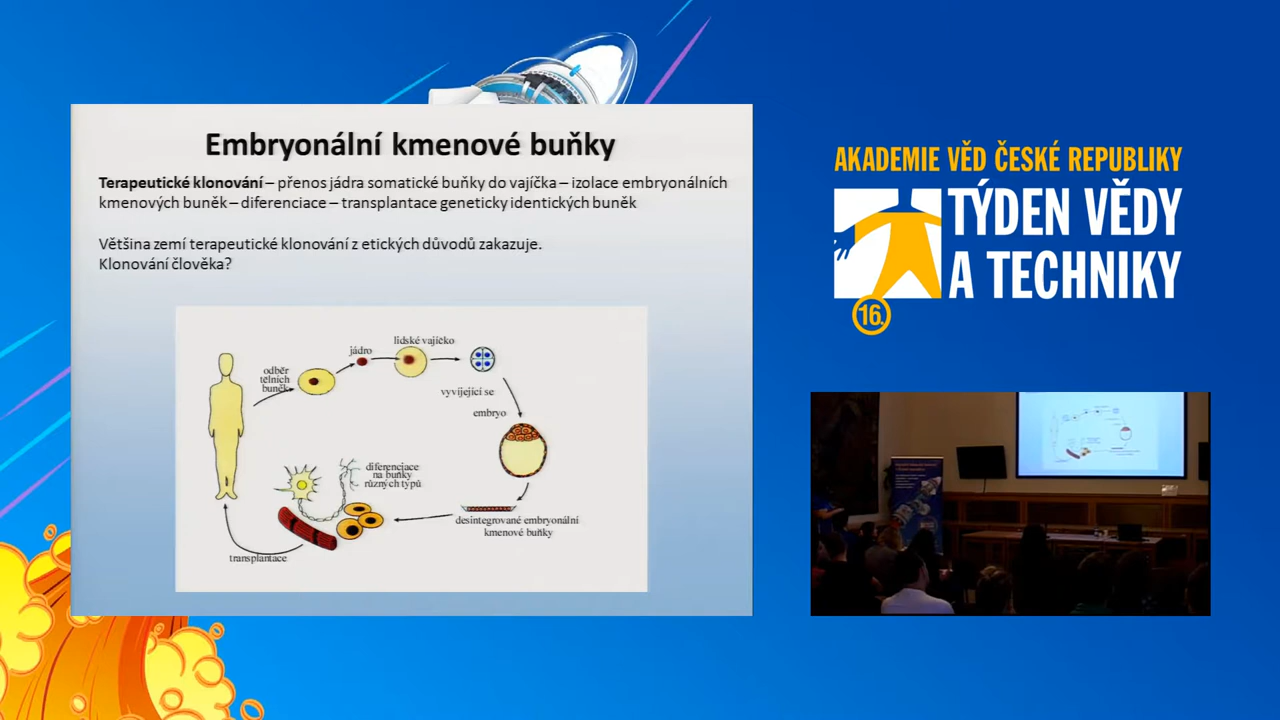 Embryonální kmenové buňky
Terapeutické klonování – přenos jádra somatické buňky do vajíčka – izolace embryonálních
kmenových buněk – diferenciace – transplantace geneticky identických buněk
Většina zemí terapeutické klonování z etických důvodů zakazuje.
Klonování člověka?
odběr
tělních
buněk
jádro
lidské vajíčko
vyvíjející se
embryo
desintegrované embryonální
kmenové buňky
diferenciace
na buňky
různých typů
transplantace
AKADEMIE VĚD ČESKÉ REPUBLIKY
TÝDEN VĚDY
A TECHNIKY
16.